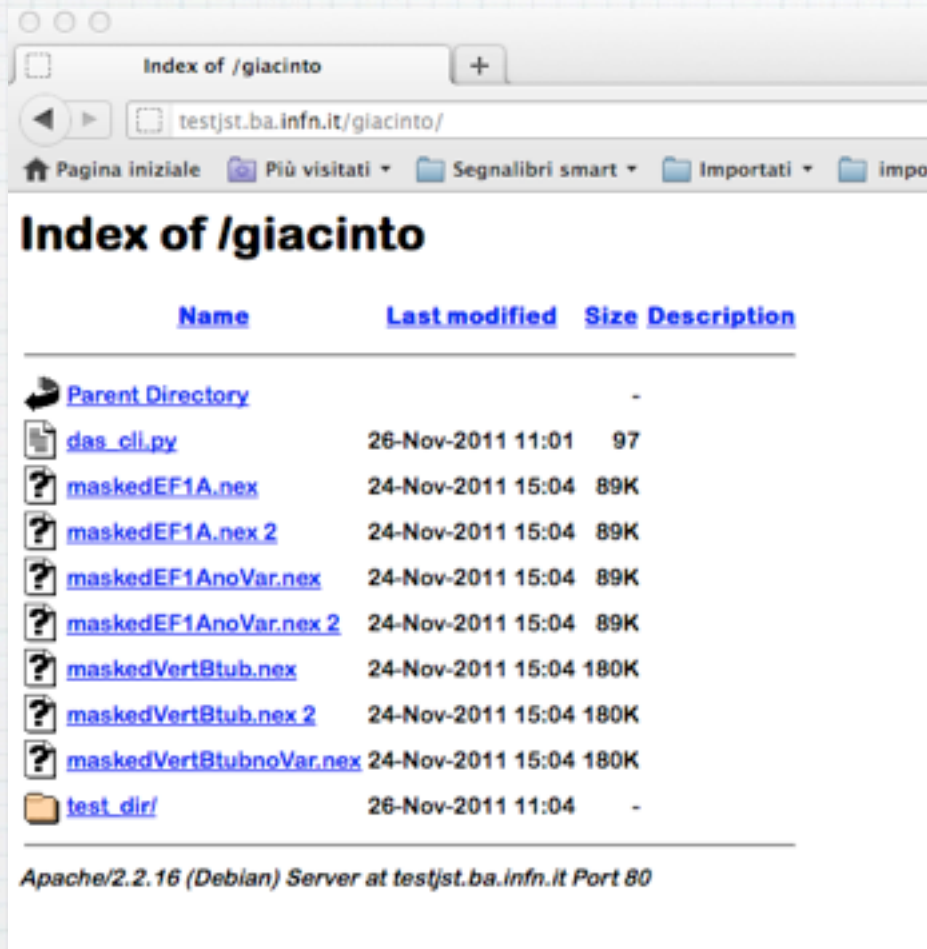 Index of /giacinto +
testjst.ba.infn.it/giacinto/
Pagina iniziale Più visitati Segnalibri smart Importati impo
Index of /giacinto
Name Last modified Size Description
Parent Directory -
das_cli.py 26-Nov-2011 11:01 97
maskedEF1A.nex 24-Nov-2011 15:04 89K
maskedEF1A.nex 2 24-Nov-2011 15:04 89K
maskedEF1AnoVar.nex 24-Nov-2011 15:04 89K
maskedEF1AnoVar.nex 2 24-Nov-2011 15:04 89K
maskedVertBtub.nex 24-Nov-2011 15:04 180K
maskedVertBtub.nex 2 24-Nov-2011 15:04 180K
maskedVertBtubnoVar.nex 24-Nov-2011 15:04 180K
test_dir/ 26-Nov-2011 11:04 -
Apache/2.2.16 (Debian) Server at testjst.ba.infn.it Port 80